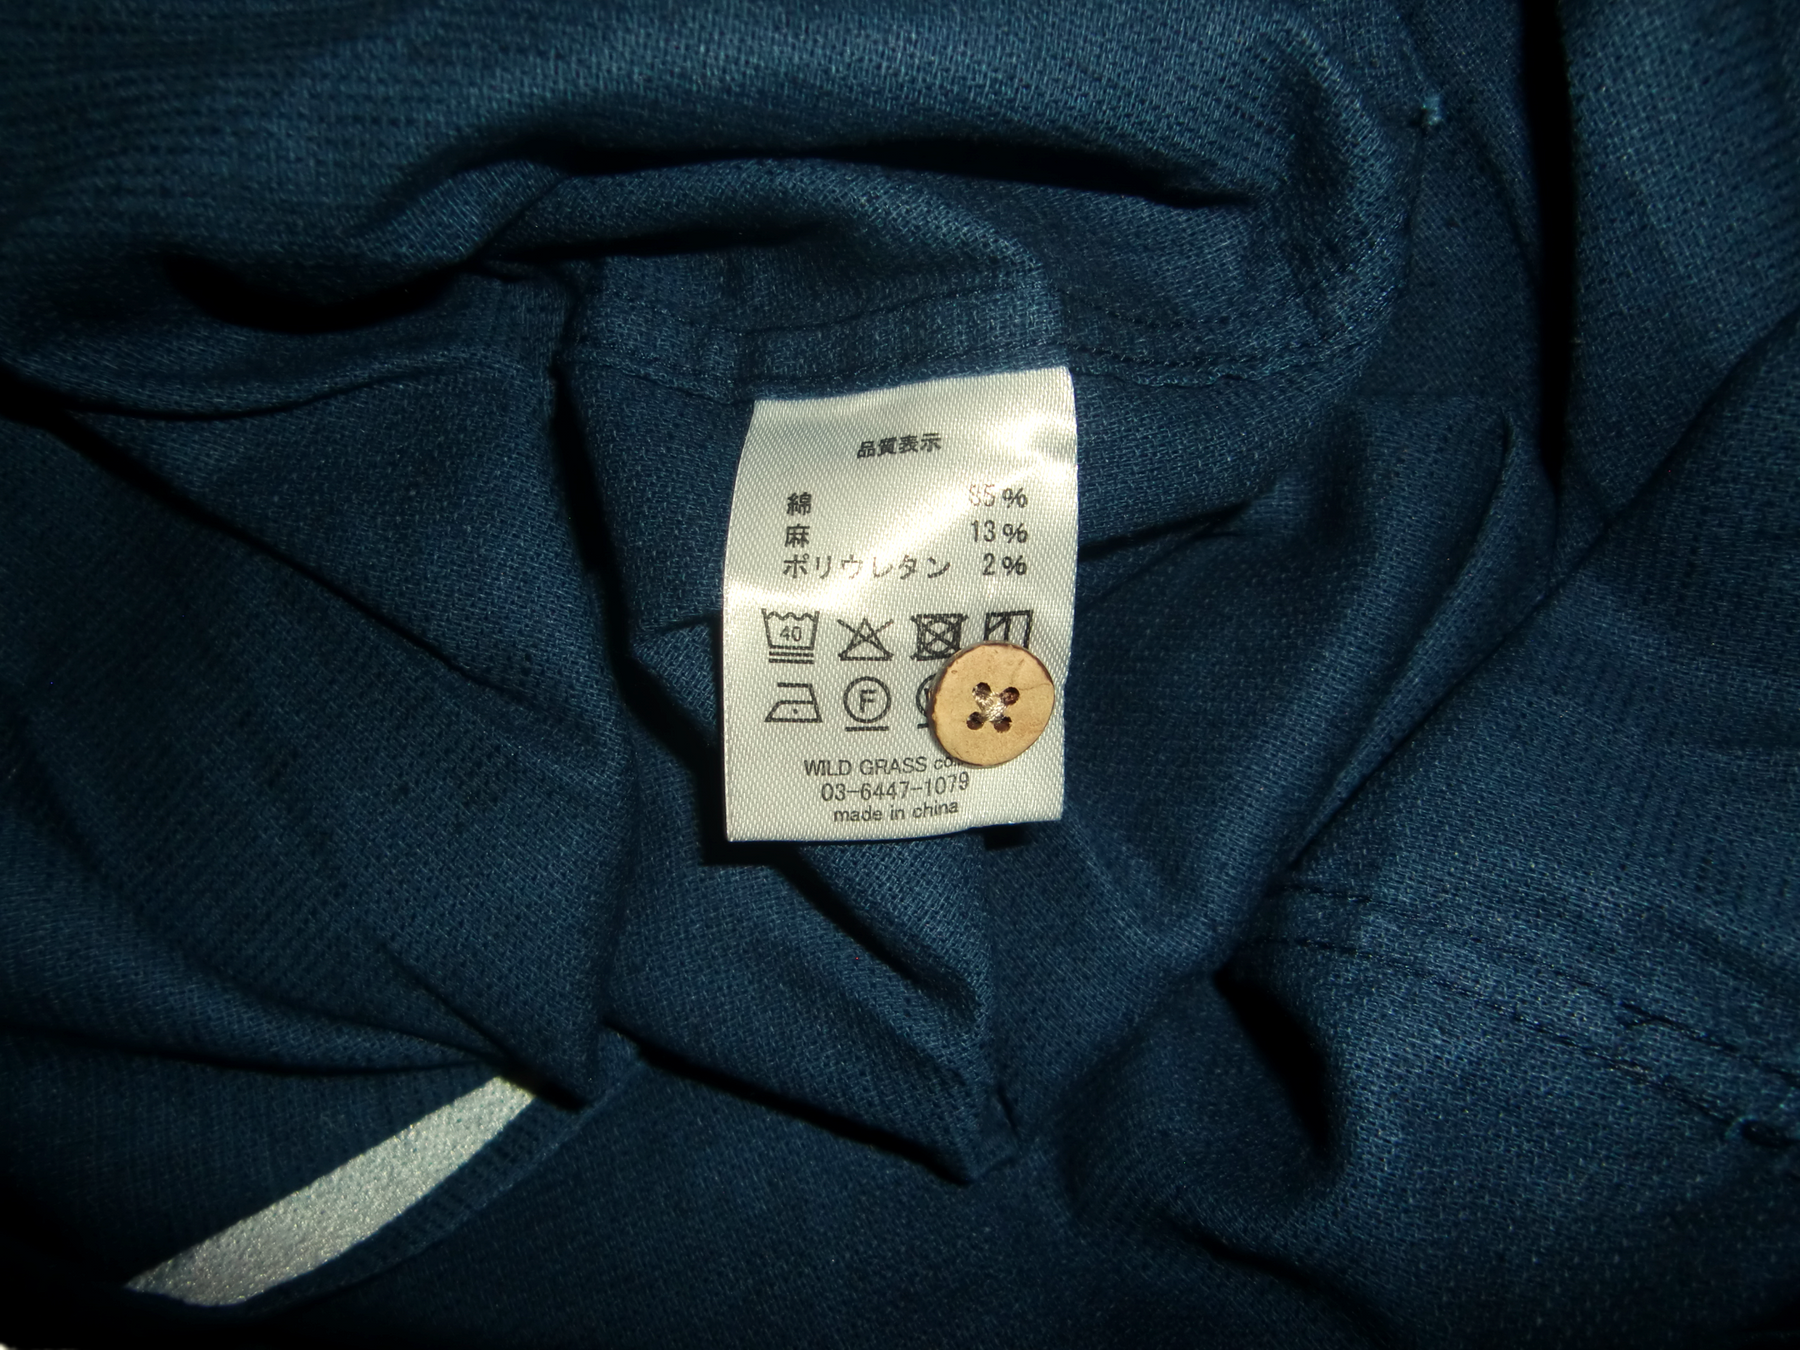 品質表示
綿 85%
麻 13%
ポリウレタン 2%
40
F
WILD GRASS
03-6447-1079
made in china